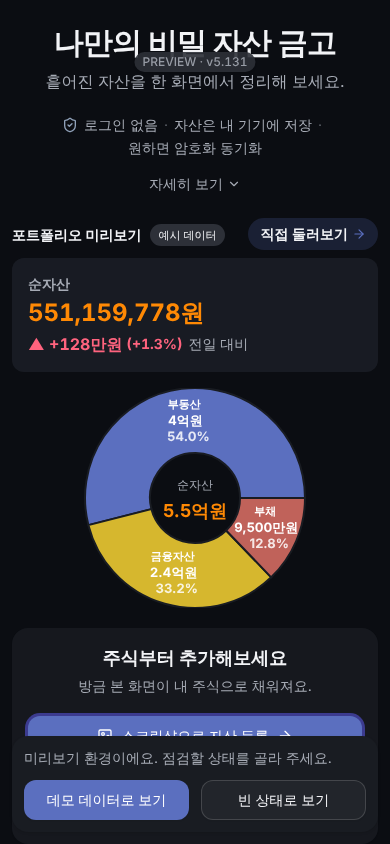 나만의 비밀 자산 금고
PREVIEW · v5.131
흩어진 자산을 한 화면에서 정리해 보세요.
로그인 없음 · 자산은 내 기기에 저장 ·
원하면 암호화 동기화
자세히 보기
포트폴리오 미리보기 예시 데이터 직접 둘러보기 →
순자산
551,159,778원
▲ +128만원 (+1.3%) 전일 대비
부동산
4억원
54.0%
순자산
5.5억원
부채
9,500만원
12.8%
금융자산
2.4억원
33.2%
주식부터 추가해보세요
방금 본 화면이 내 주식으로 채워져요.
스크린샷으로 자산 등록 →
미리보기 환경이에요. 점검할 상태를 골라 주세요.
데모 데이터로 보기 빈 상태로 보기